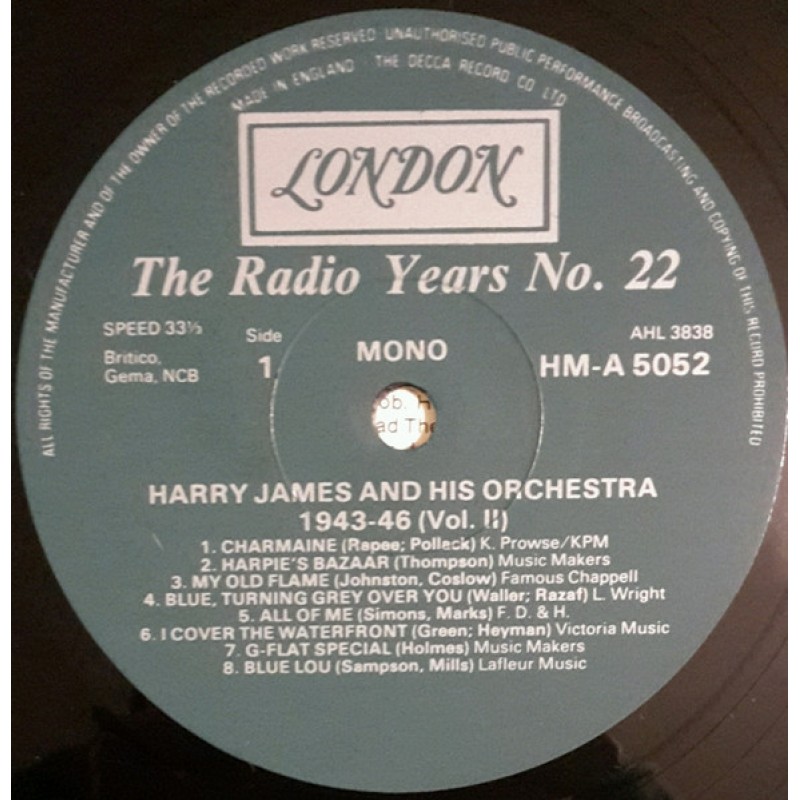 ALL RIGHTS OF THE MANUFACTURER AND OF THE OWNER OF THE RECORDED WORK RESERVED UNAUTHORISED PUBLIC PERFORMANCE BROADCASTING AND COPYING OF THIS RECORD PROHIBITED
MADE IN ENGLAND · THE DECCA RECORD CO LTD
LONDON
The Radio Years No. 22
SPEED 33⅓
Side
1
MONO
AHL 3838
HM-A 5052
Britico,
Gema, NCB
ob. H
ad The
HARRY JAMES AND HIS ORCHESTRA
1943-46 (Vol. II)
1. CHARMAINE (Rapee; Pollack) K. Prowse/KPM
2. HARPIE'S BAZAAR (Thompson) Music Makers
3. MY OLD FLAME (Johnston, Coslow) Famous Chappell
4. BLUE, TURNING GREY OVER YOU (Waller; Razaf) L. Wright
5. ALL OF ME (Simons, Marks) F. D. & H.
6. I COVER THE WATERFRONT (Green; Heyman) Victoria Music
7. G-FLAT SPECIAL (Holmes) Music Makers
8. BLUE LOU (Sampson, Mills) Lafleur Music